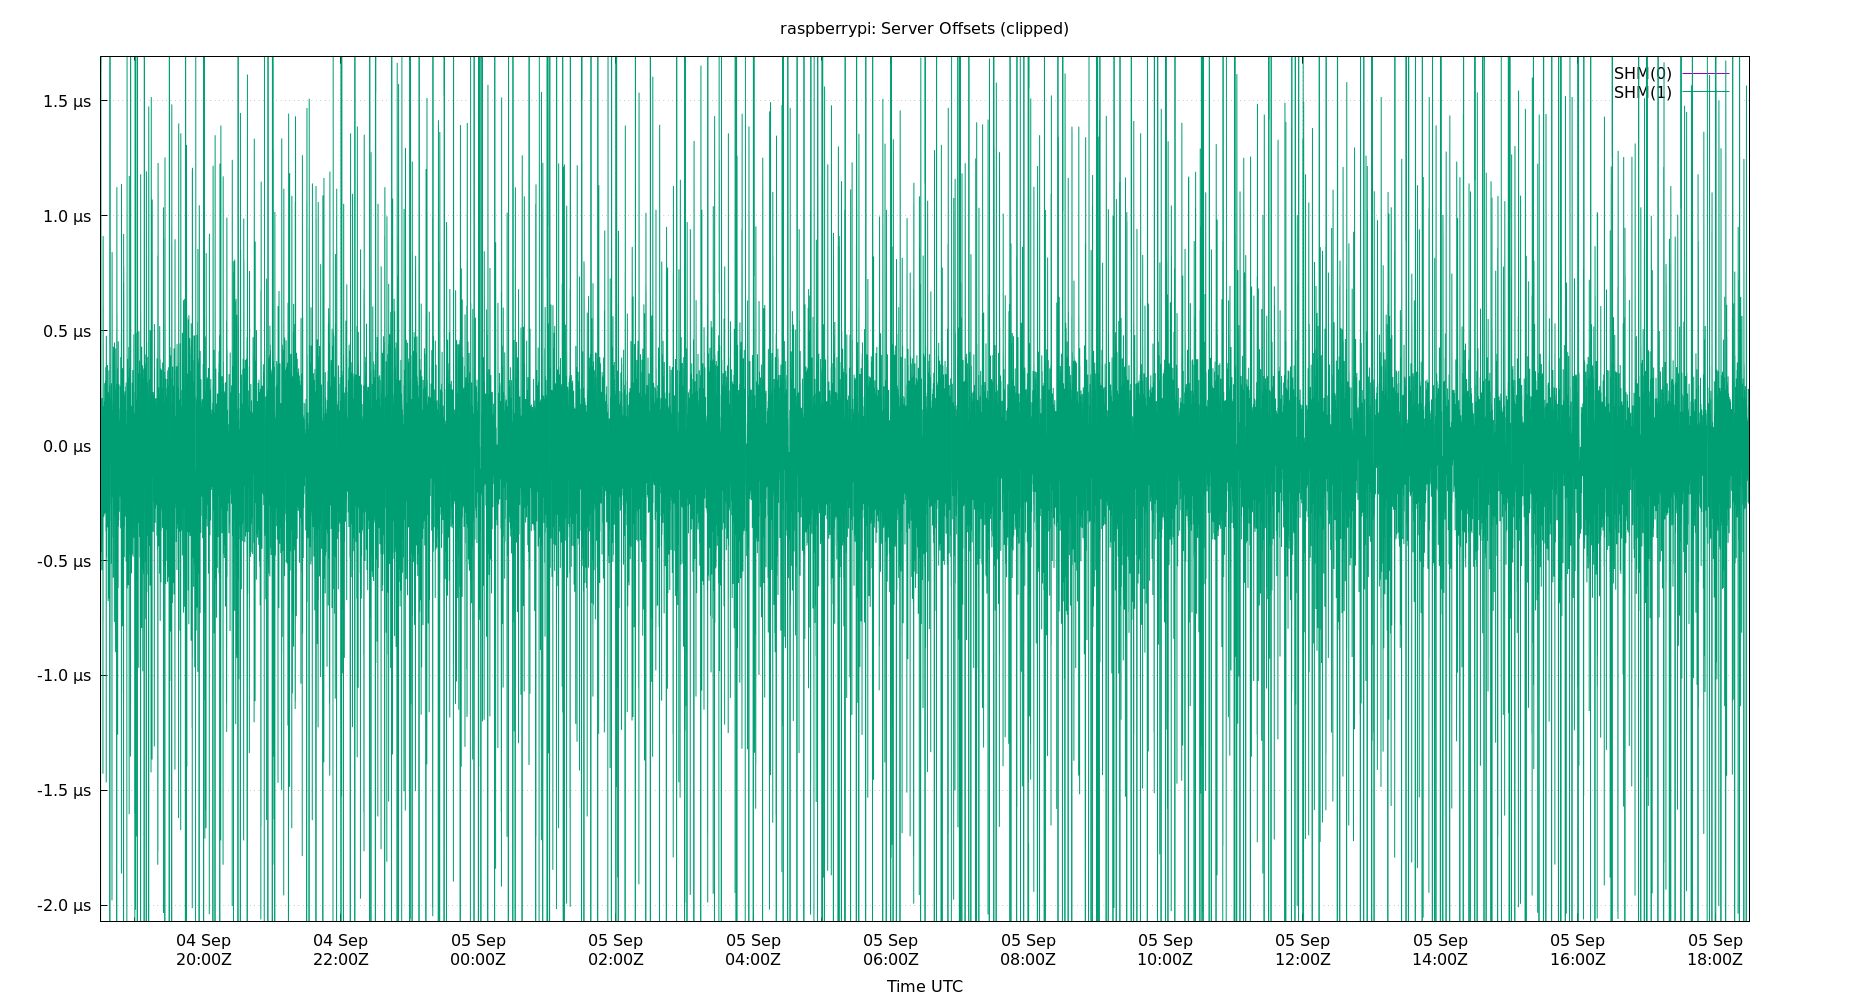 raspberrypi: Server Offsets (clipped)
SHM(0)
SHM(1)
1.5 µs
1.0 µs
0.5 µs
0.0 µs
-0.5 µs
-1.0 µs
-1.5 µs
-2.0 µs
04 Sep 04 Sep 05 Sep 05 Sep 05 Sep 05 Sep 05 Sep 05 Sep 05 Sep 05 Sep 05 Sep 05 Sep
20:00Z 22:00Z 00:00Z 02:00Z 04:00Z 06:00Z 08:00Z 10:00Z 12:00Z 14:00Z 16:00Z 18:00Z
Time UTC